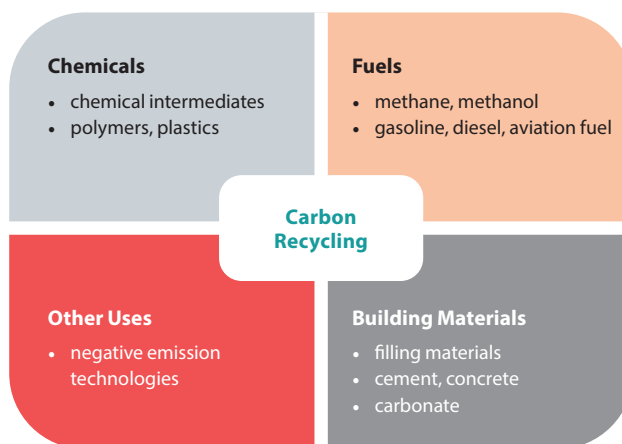 Chemicals
• chemical intermediates
• polymers, plastics
Fuels
• methane, methanol
• gasoline, diesel, aviation fuel
Carbon
Recycling
Other Uses
• negative emission
technologies
Building Materials
• filling materials
• cement, concrete
• carbonate